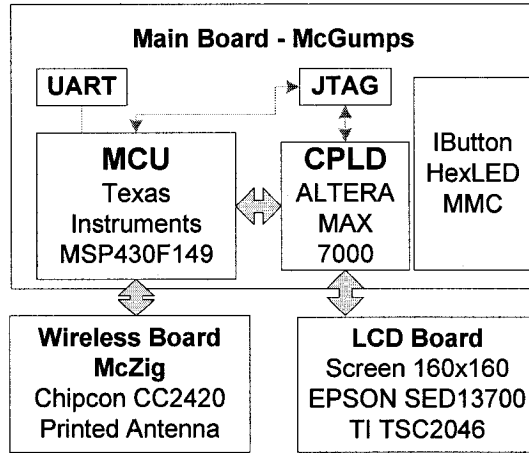 Main Board - McGumps
UART
JTAG
MCU
Texas
Instruments
MSP430F149
CPLD
ALTERA
MAX
7000
IButton
HexLED
MMC
Wireless Board
McZig
Chipcon CC2420
Printed Antenna
LCD Board
Screen 160x160
EPSON SED13700
TI TSC2046